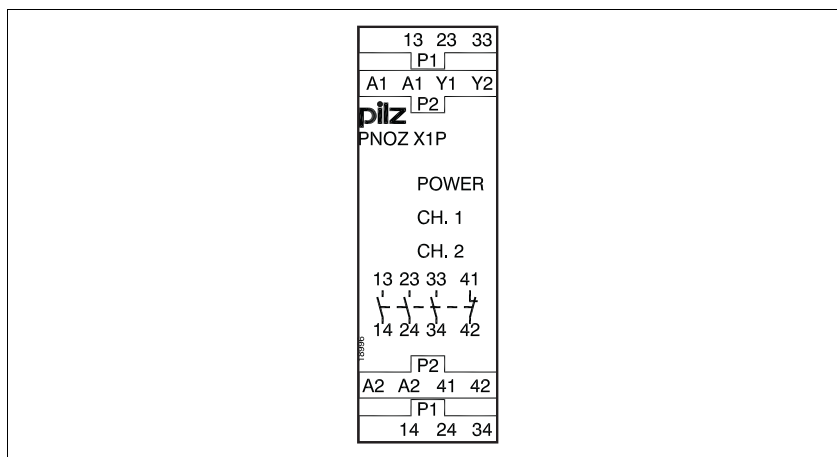 13 23 33
P1
A1 A1 Y1 Y2
P2
pilz
PNOZ X1P
POWER
CH. 1
CH. 2
13 23 33 41
14 24 34 42
18996
P2
A2 A2 41 42
P1
14 24 34